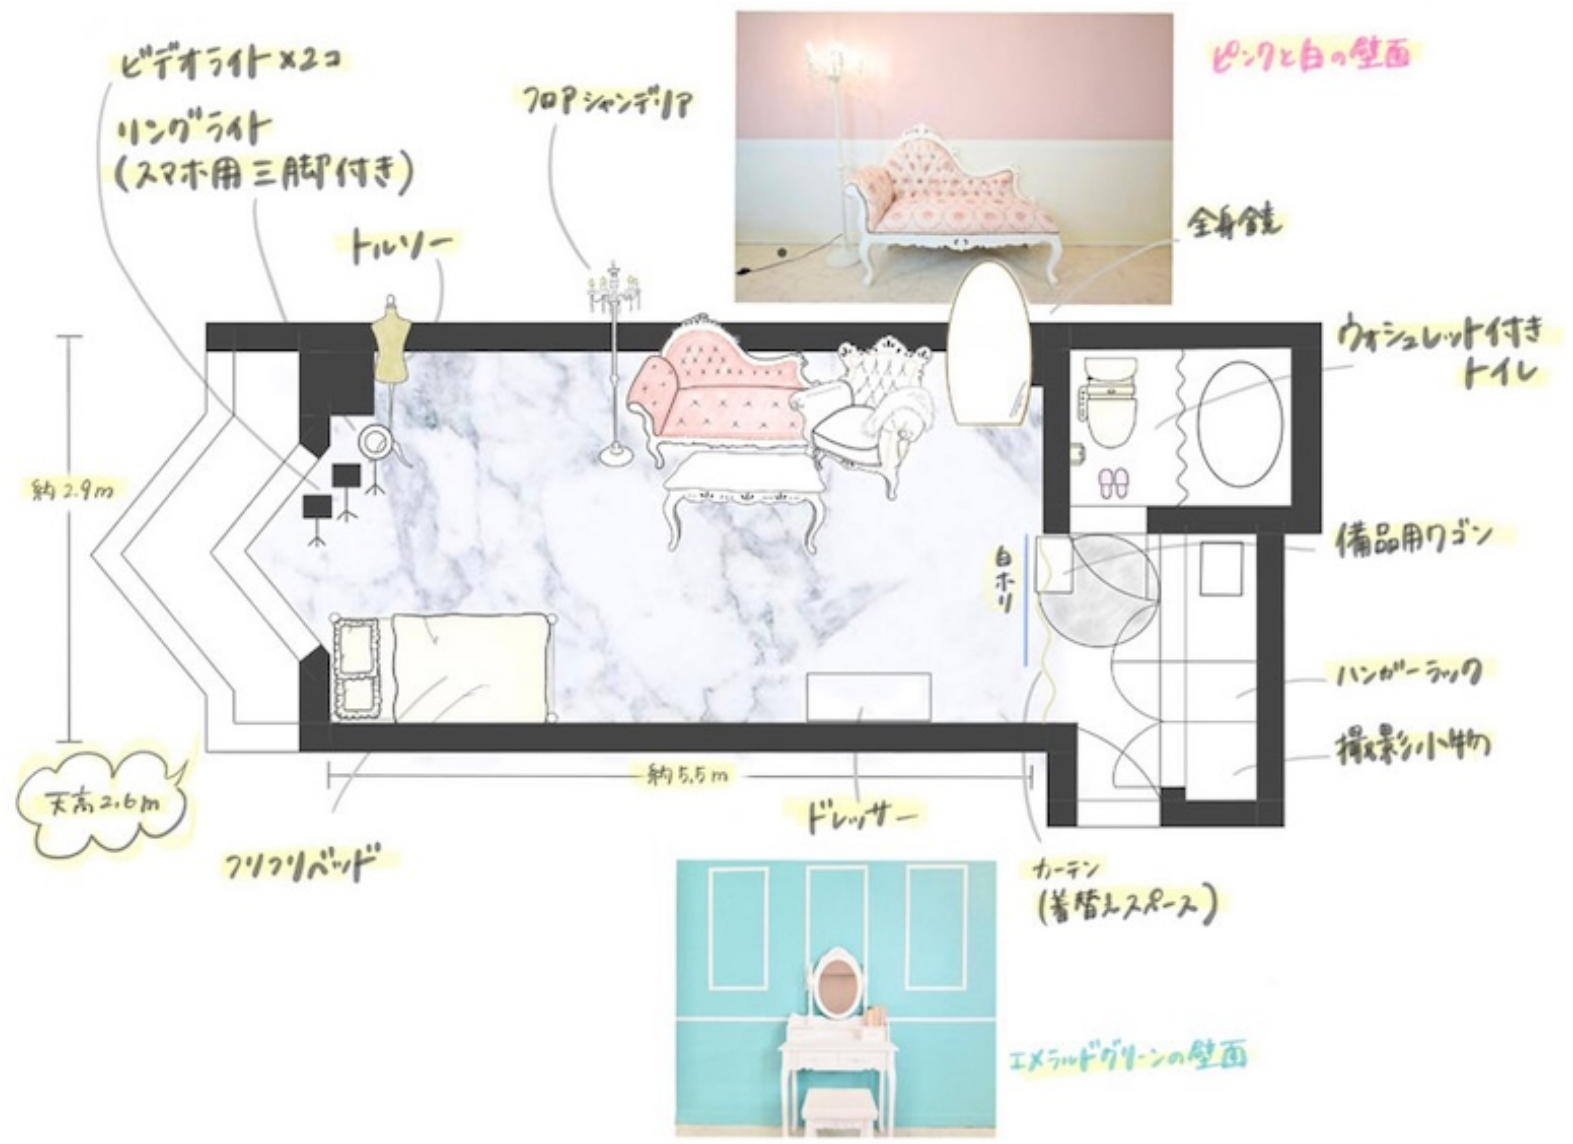 ビデオライト×2コ
リングライト
(スマホ用三脚付き)
トルソー
フロアシャンデリア
ピンクと白の壁面
全身鏡
ウォシュレット付き
トイレ
約2.9m
白ホリ
備品用ワゴン
ハンガーラック
撮影小物
約5.5m
天高2.6m
フリフリベッド
ドレッサー
カーテン
(着替えスペース)
エメラルドグリーンの壁面